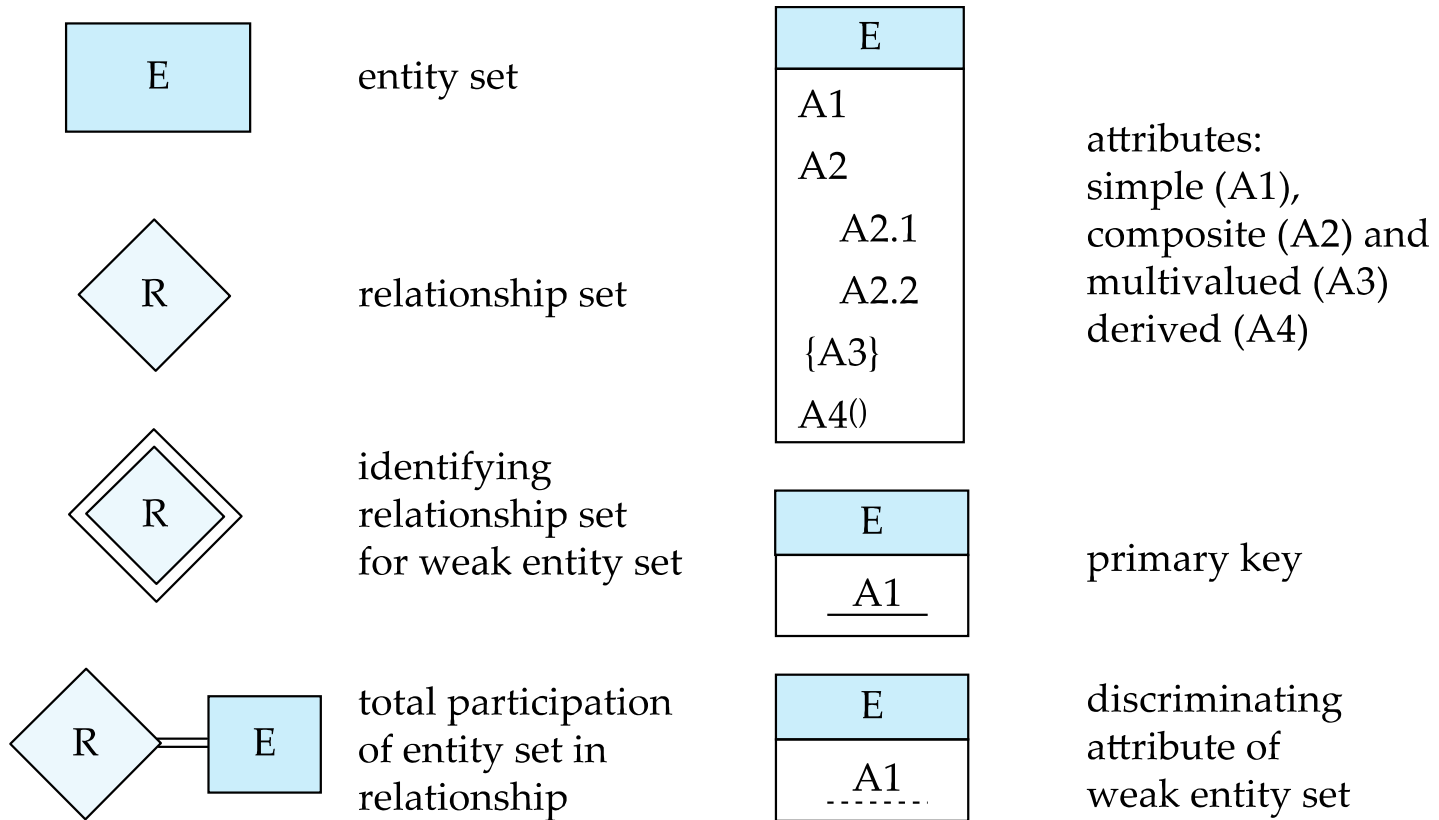 E
entity set
R
relationship set
R
identifying
relationship set
for weak entity set
R
E
total participation
of entity set in
relationship
E
A1
A2
A2.1
A2.2
{A3}
A4()
attributes:
simple (A1),
composite (A2) and
multivalued (A3)
derived (A4)
E
A1
primary key
E
A1
discriminating
attribute of
weak entity set